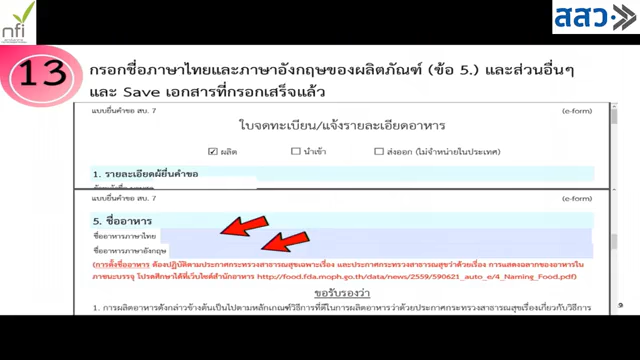 nfi
สสว
13
กรอกชื่อภาษาไทยและภาษาอังกฤษของผลิตภัณฑ์ (ข้อ 5.) และส่วนอื่นๆ
และ Save เอกสารที่กรอกเสร็จแล้ว
แบบยื่นคำขอ สบ. 7 (e-form)
ใบจดทะเบียน/แจ้งรายละเอียดอาหาร
ผลิต นำเข้า ส่งออก (ไม่จำหน่ายในประเทศ)
1. รายละเอียดผู้ยื่นคำขอ
แบบยื่นคำขอ สบ. 7 (e-form)
5. ชื่ออาหาร
ชื่ออาหารภาษาไทย
ชื่ออาหารภาษาอังกฤษ
(การตั้งชื่ออาหาร ต้องปฏิบัติตามประกาศกระทรวงสาธารณสุขเฉพาะเรื่อง และประกาศกระทรวงสาธารณสุขว่าด้วยเรื่อง การแสดงฉลากของอาหารใน
ภาชนะบรรจุ โปรดศึกษาได้ที่เว็บไซต์สำนักอาหาร http://food.fda.moph.go.th/data/news/2559/590621_auto_e/4_Naming_Food.pdf)
ขอรับรองว่า
1. การผลิตอาหารดังกล่าวข้างต้นเป็นไปตามหลักเกณฑ์วิธีการที่ดีในการผลิตอาหารว่าด้วยประกาศกระทรวงสาธารณสุขเรื่องเกี่ยวกับวิธีการ
9